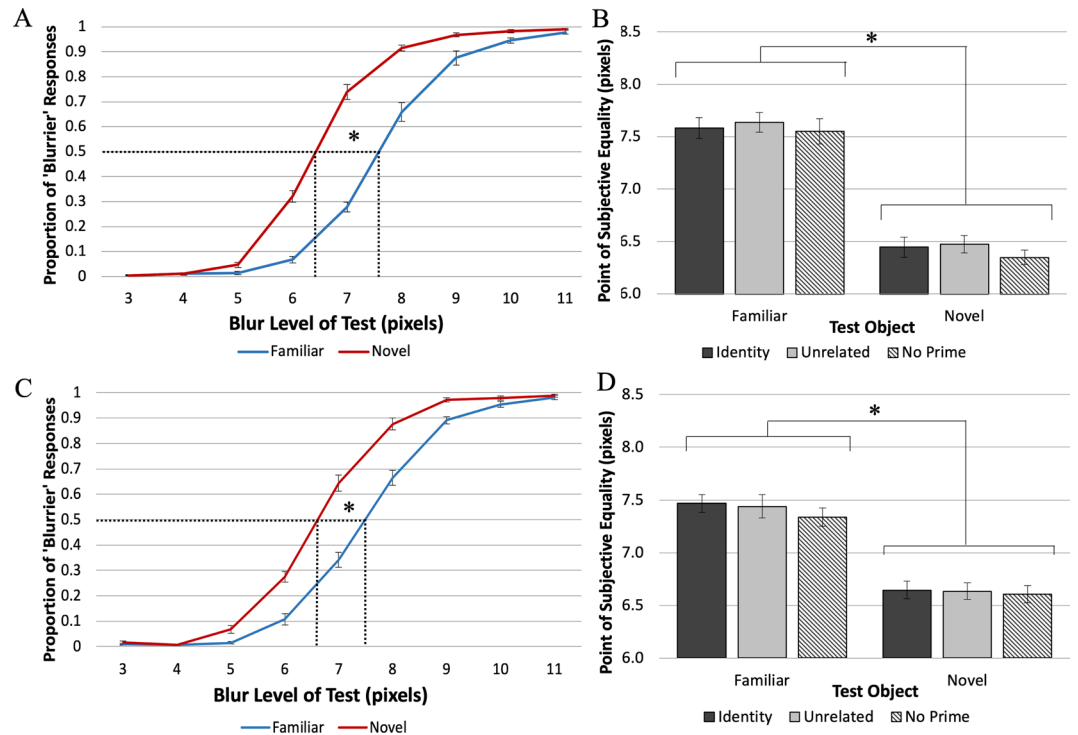 A
Proportion of 'Blurrier' Responses
1
0.9
0.8
0.7
0.6
0.5
0.4
0.3
0.2
0.1
0
*
3 4 5 6 7 8 9 10 11
Blur Level of Test (pixels)
Familiar Novel
B
Point of Subjective Equality (pixels)
8.5
8.0
7.5
7.0
6.5
6.0
*
Familiar Novel
Test Object
Identity Unrelated No Prime
C
Proportion of 'Blurrier' Responses
1
0.9
0.8
0.7
0.6
0.5
0.4
0.3
0.2
0.1
0
*
3 4 5 6 7 8 9 10 11
Blur Level of Test (pixels)
Familiar Novel
D
Point of Subjective Equality (pixels)
8.5
8.0
7.5
7.0
6.5
6.0
*
Familiar Novel
Test Object
Identity Unrelated No Prime